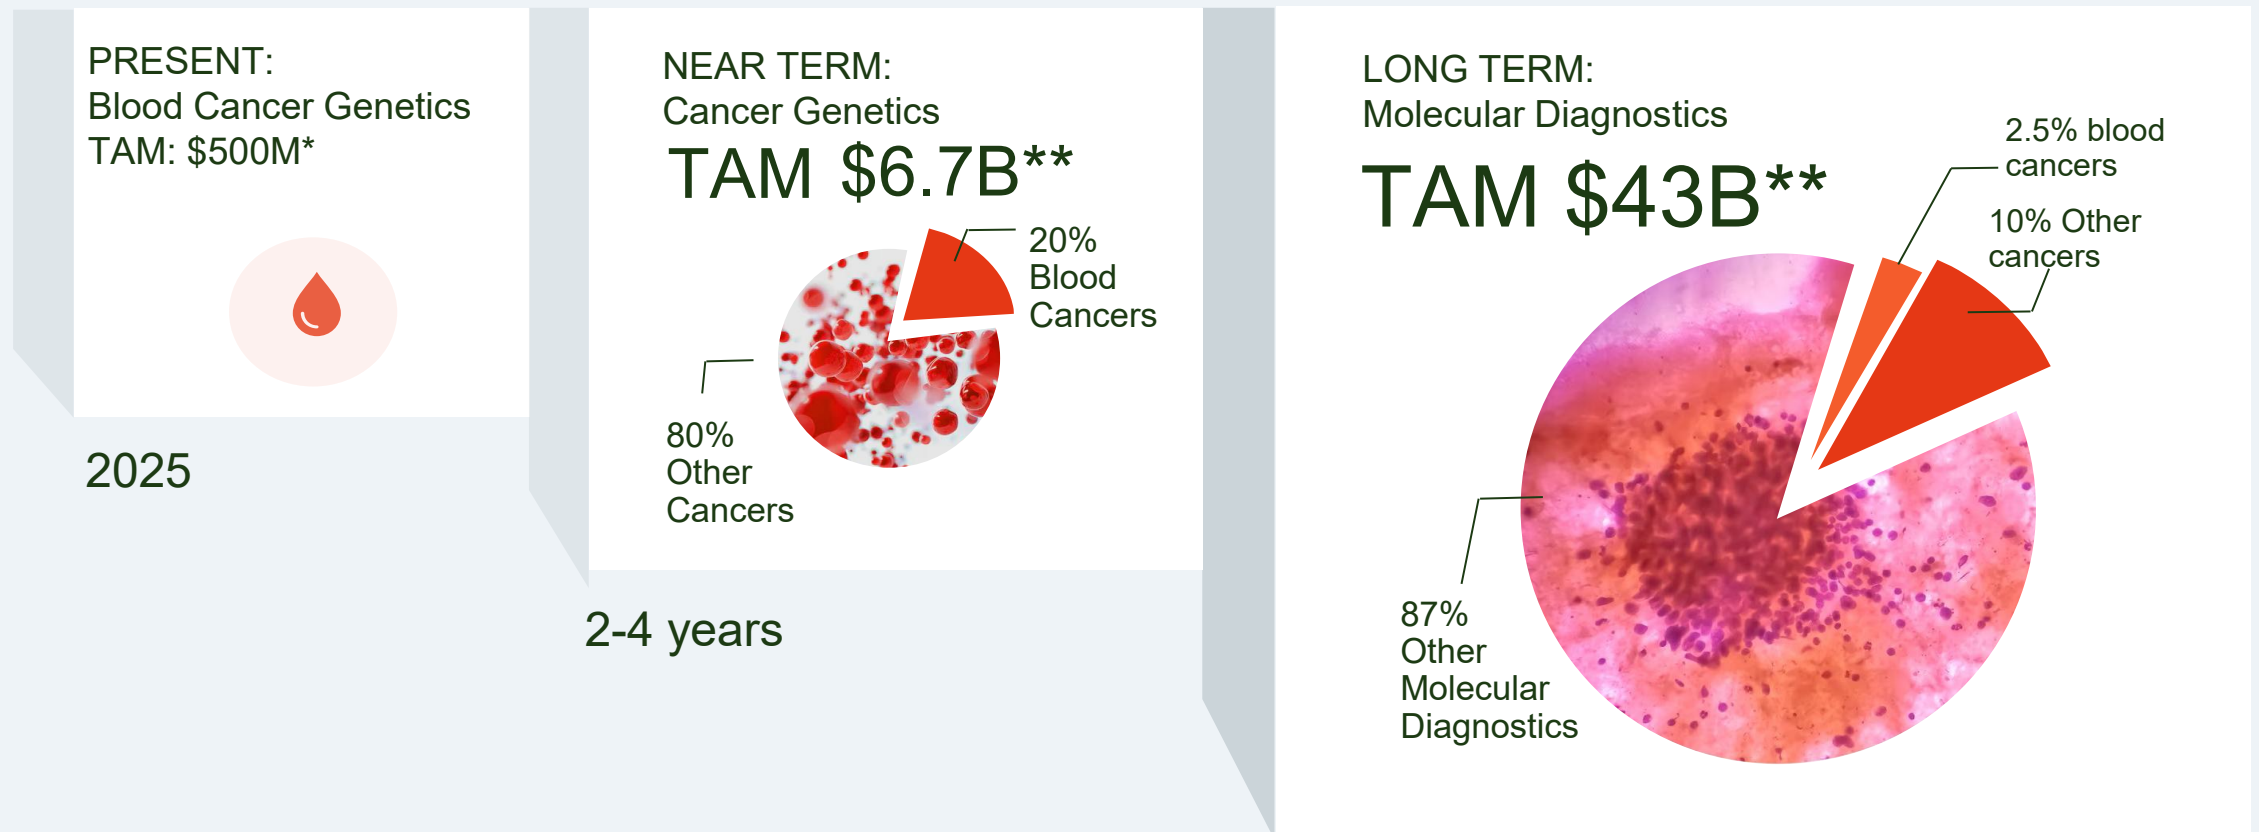 PRESENT:
Blood Cancer Genetics
TAM: $500M*
2025
NEAR TERM:
Cancer Genetics
TAM $6.7B**
20%
Blood
Cancers
80%
Other
Cancers
2-4 years
LONG TERM:
Molecular Diagnostics
TAM $43B**
2.5% blood
cancers
10% Other
cancers
87%
Other
Molecular
Diagnostics